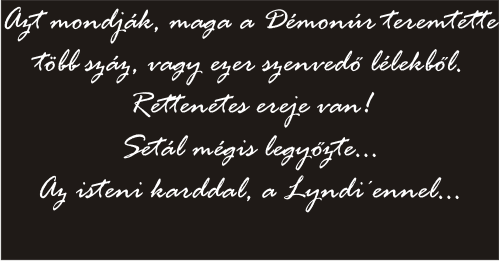 Azt mondják, maga a Démonúr teremtette
több száz, vagy ezer szenvedő lélekből.
Rettenetes ereje van!
Setál mégis legyőzte...
Az isteni karddal, a Lyndi´ennel...